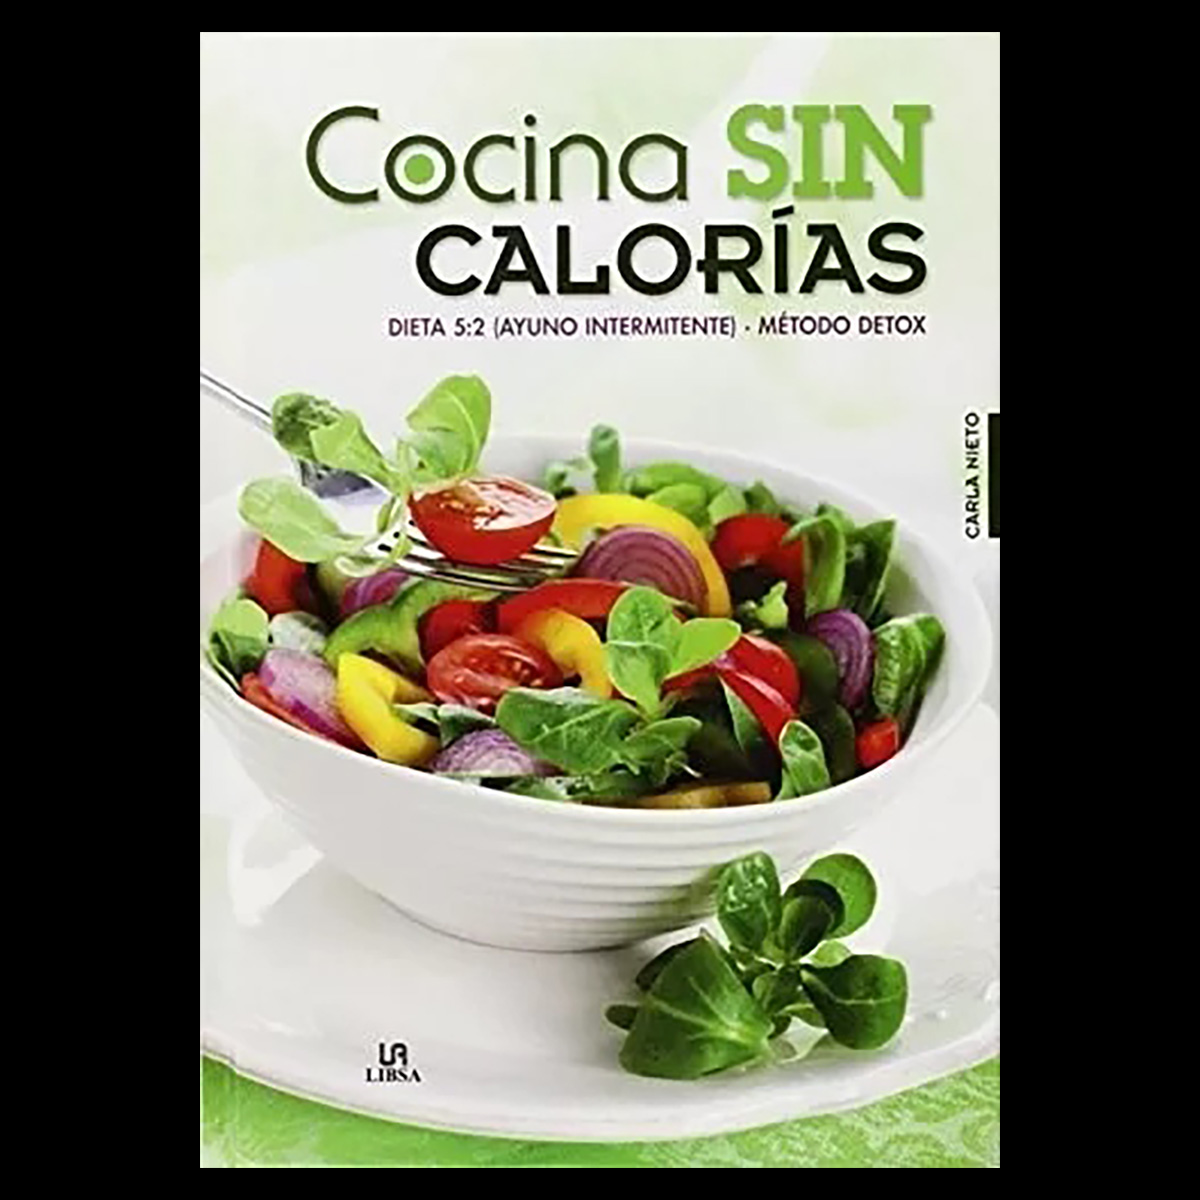 Cocina SIN
CALORÍAS
DIETA 5:2 (AYUNO INTERMITENTE) · MÉTODO DETOX
CARLA NIETO
LIBSA